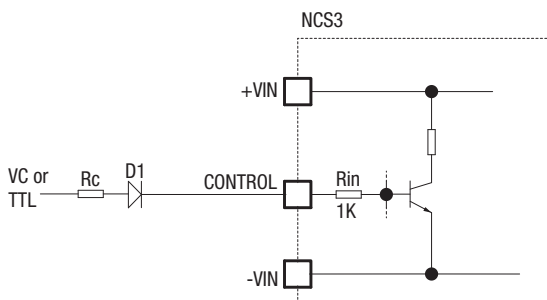 NCS3
+VIN
VC or
TTL
Rc
D1
CONTROL
Rin
1K
-VIN